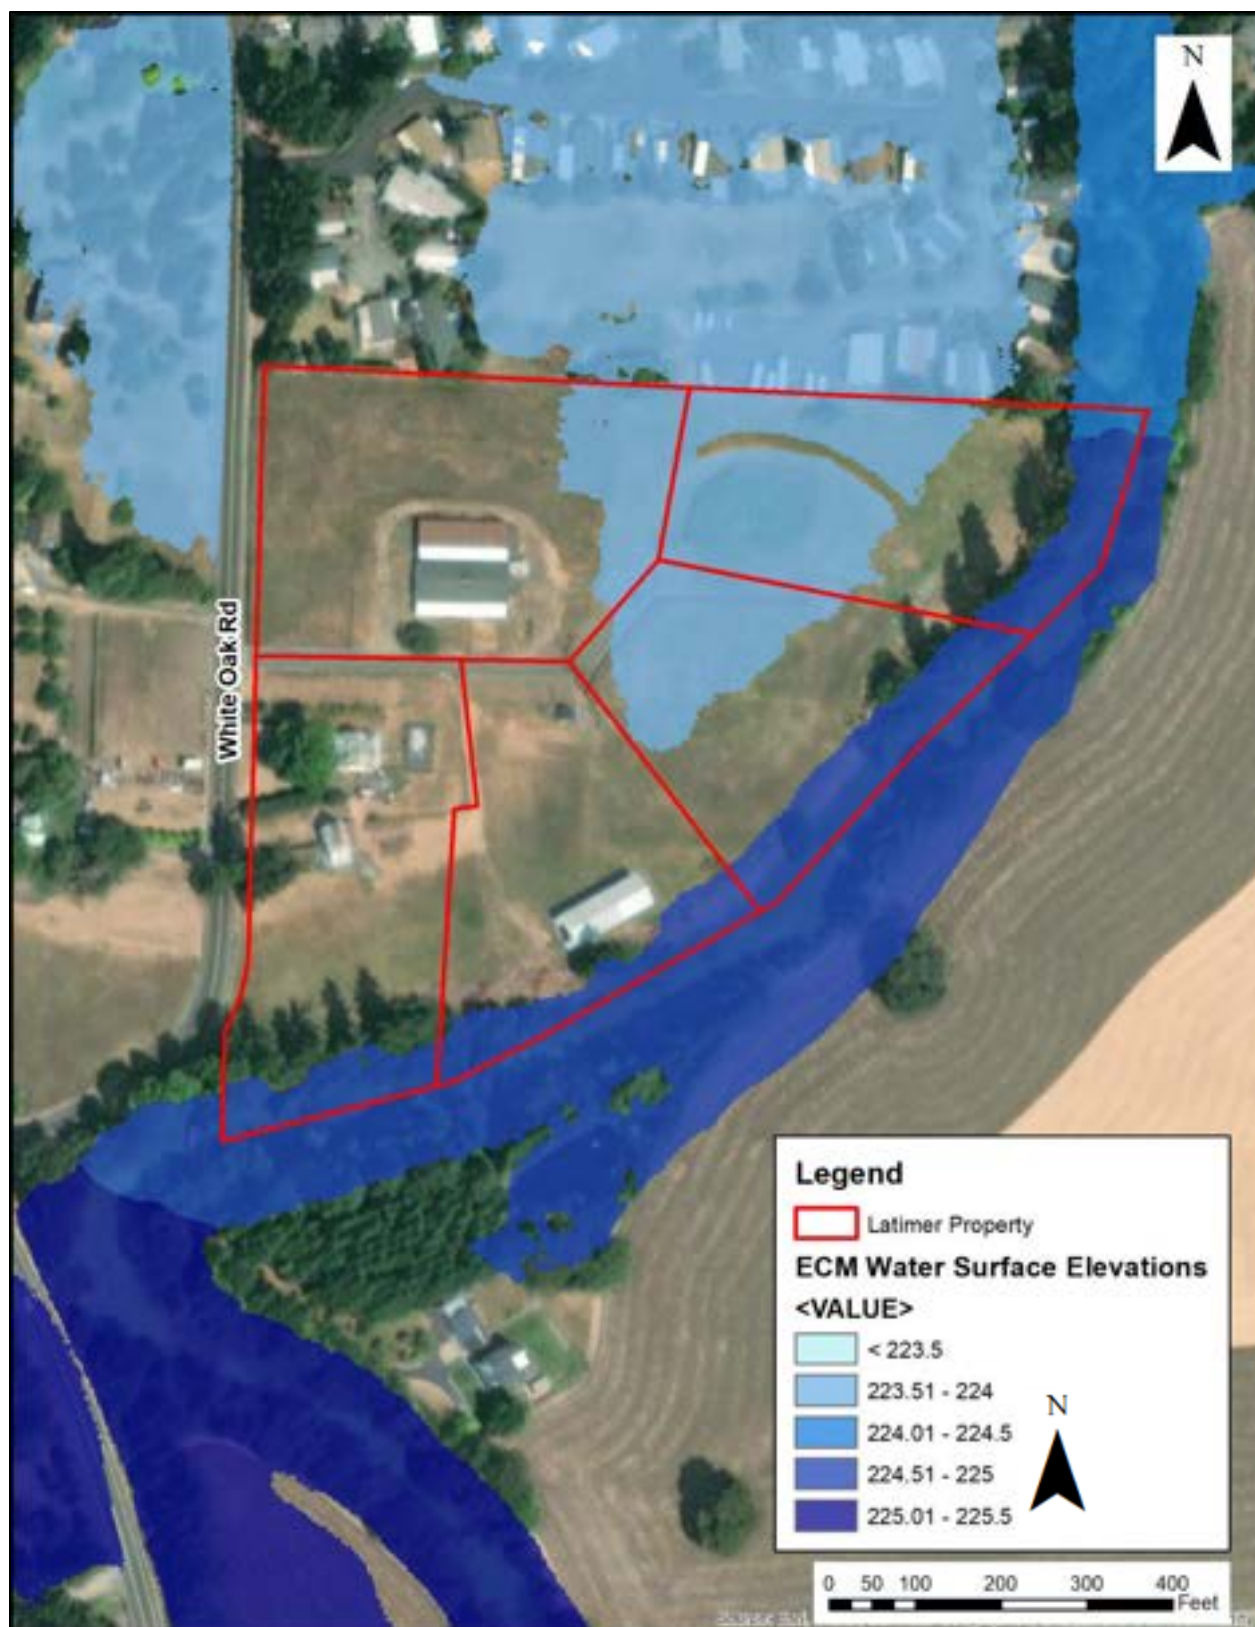 N
White Oak Rd
Legend
Latimer Property
ECM Water Surface Elevations
<VALUE>
< 223.5
223.51 - 224
224.01 - 224.5
224.51 - 225
225.01 - 225.5
N
0 50 100 200 300 400
Feet